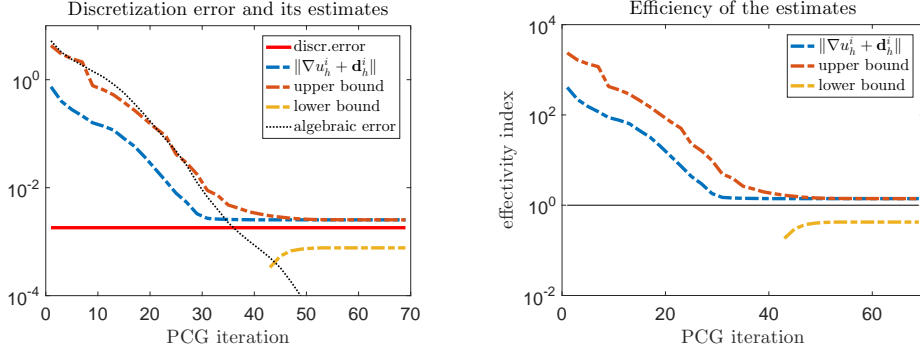 Discretization error and its estimates
10^0
10^-2
10^-4
discr.error
‖∇u_h^i + d_h^i‖
upper bound
lower bound
algebraic error
0 10 20 30 40 50 60 70
PCG iteration
Efficiency of the estimates
effectivity index
10^4
10^2
10^0
10^-2
‖∇u_h^i + d_h^i‖
upper bound
lower bound
0 20 40 60
PCG iteration